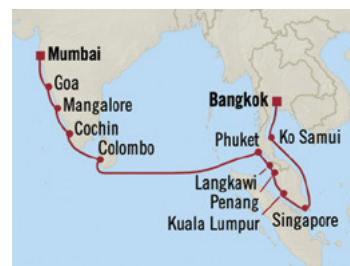 Mumbai
Goa
Mangalore
Cochin
Colombo
Bangkok
Phuket
Ko Samui
Langkawi
Penang
Kuala Lumpur
Singapore